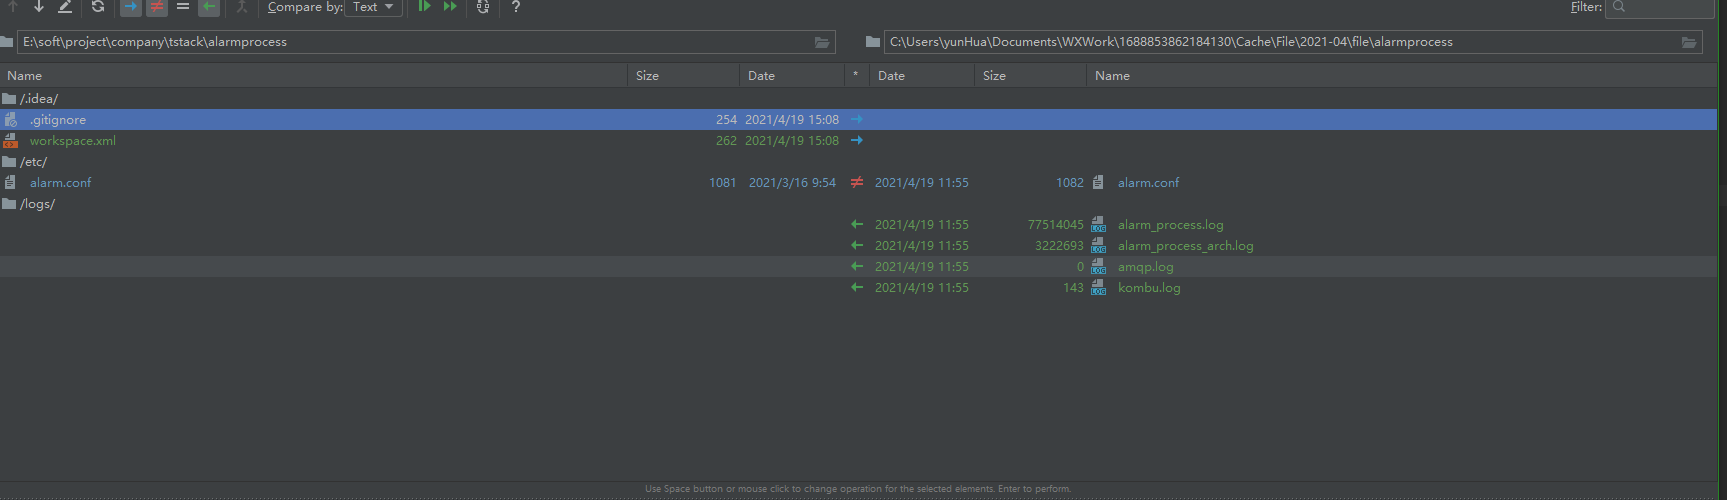 Compare by: Text ? Filter:
E:\soft\project\company\tstack\alarmprocess C:\Users\yunHua\Documents\WXWork\1688853862184130\Cache\File\2021-04\file\alarmprocess
Name Size Date * Date Size Name
/.idea/
.gitignore 254 2021/4/19 15:08
workspace.xml 262 2021/4/19 15:08
/etc/
alarm.conf 1081 2021/3/16 9:54 ≠ 2021/4/19 11:55 1082 alarm.conf
/logs/
← 2021/4/19 11:55 77514045 LOG alarm_process.log
← 2021/4/19 11:55 3222693 LOG alarm_process_arch.log
← 2021/4/19 11:55 0 LOG amqp.log
← 2021/4/19 11:55 143 LOG kombu.log
Use Space button or mouse click to change operation for the selected elements. Enter to perform.